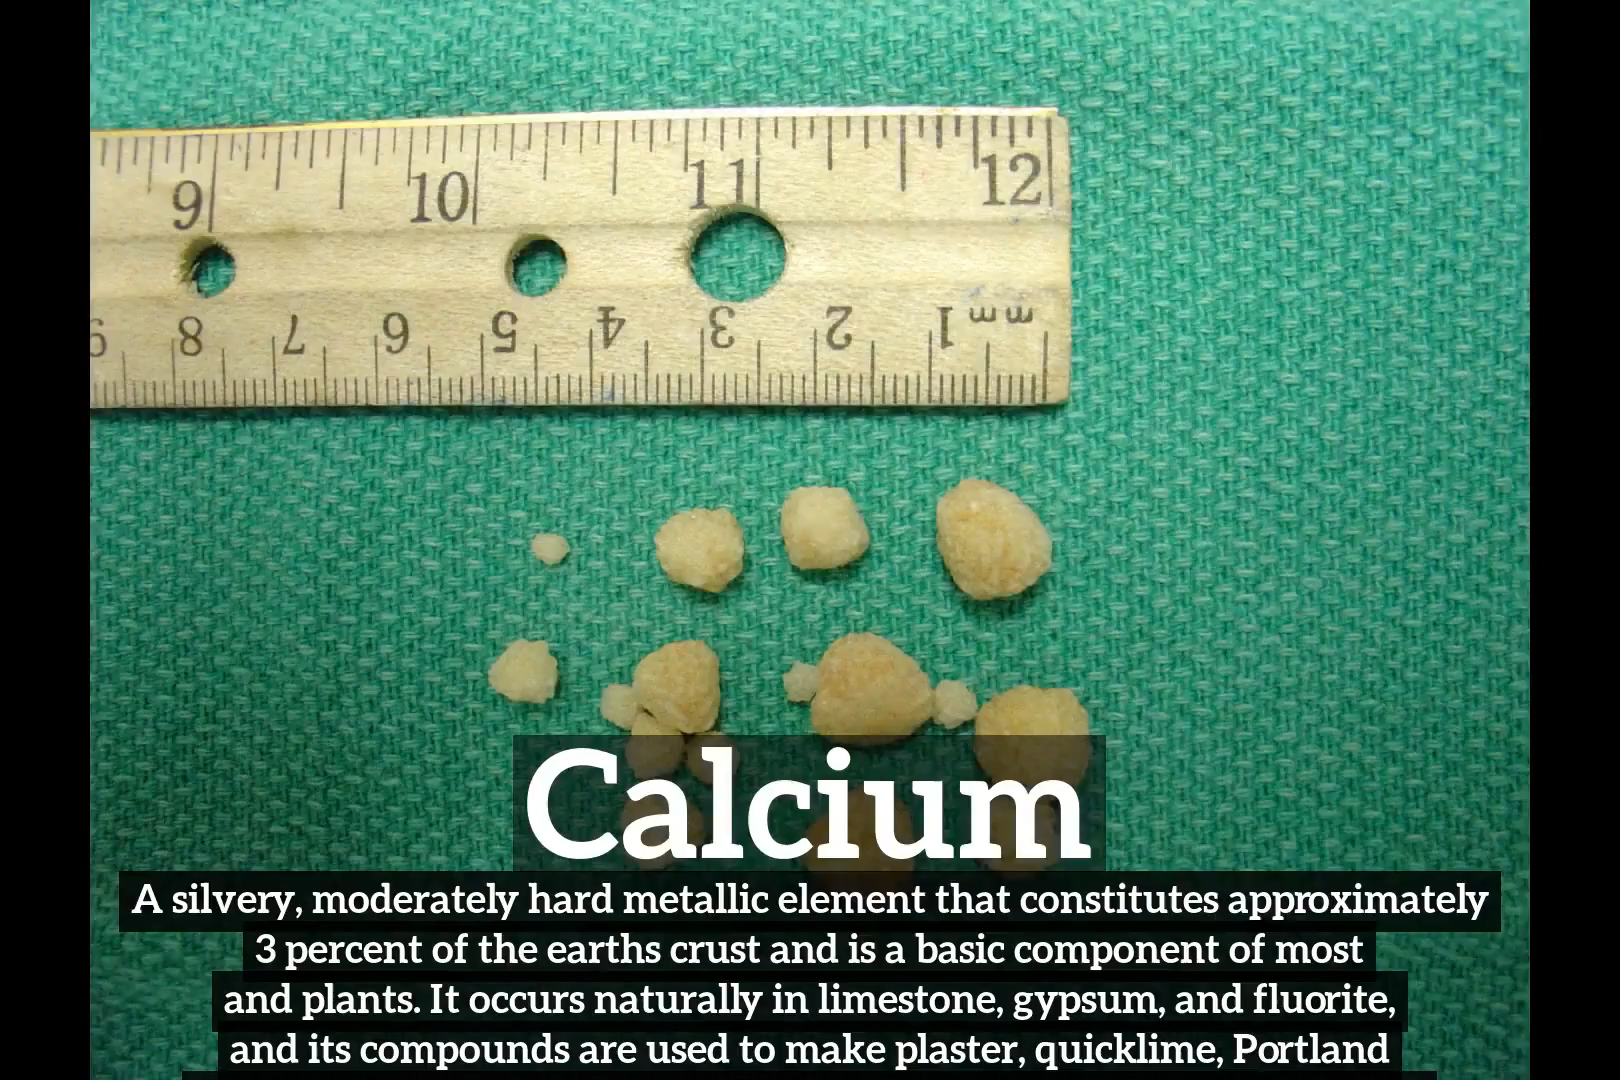 9 10 11 12
9 8 7 6 5 4 3 2 1 mm
Calcium
A silvery, moderately hard metallic element that constitutes approximately
3 percent of the earths crust and is a basic component of most
and plants. It occurs naturally in limestone, gypsum, and fluorite,
and its compounds are used to make plaster, quicklime, Portland